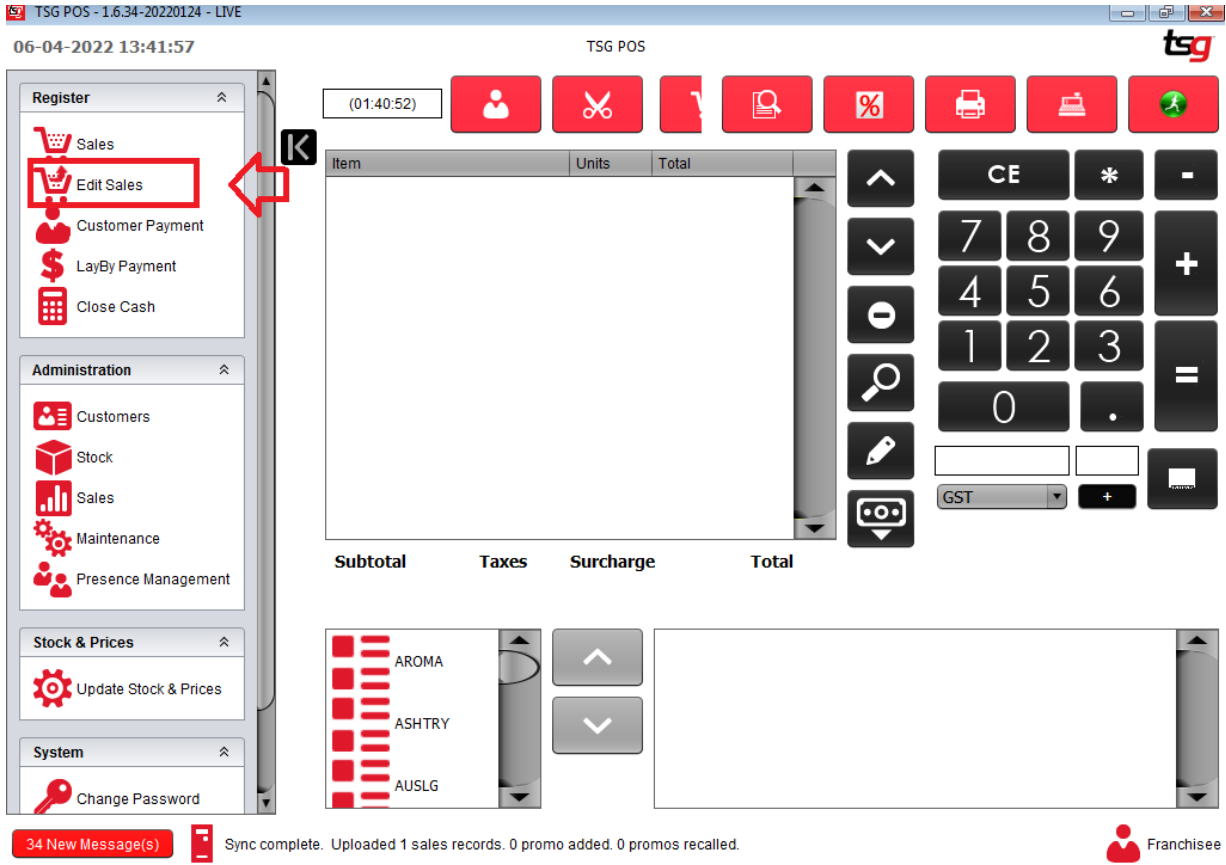 TSG POS - 1.6.34-20220124 - LIVE
06-04-2022 13:41:57
TSG POS
tsg
Register
Sales
Edit Sales
Customer Payment
LayBy Payment
Close Cash
Administration
Customers
Stock
Sales
Maintenance
Presence Management
Stock & Prices
Update Stock & Prices
System
Change Password
(01:40:52)
%
Item Units Total
CE * -
7 8 9 +
4 5 6
1 2 3 =
0 .
GST +
Subtotal Taxes Surcharge Total
AROMA
ASHTRY
AUSLG
34 New Message(s)
Sync complete. Uploaded 1 sales records. 0 promo added. 0 promos recalled.
Franchisee